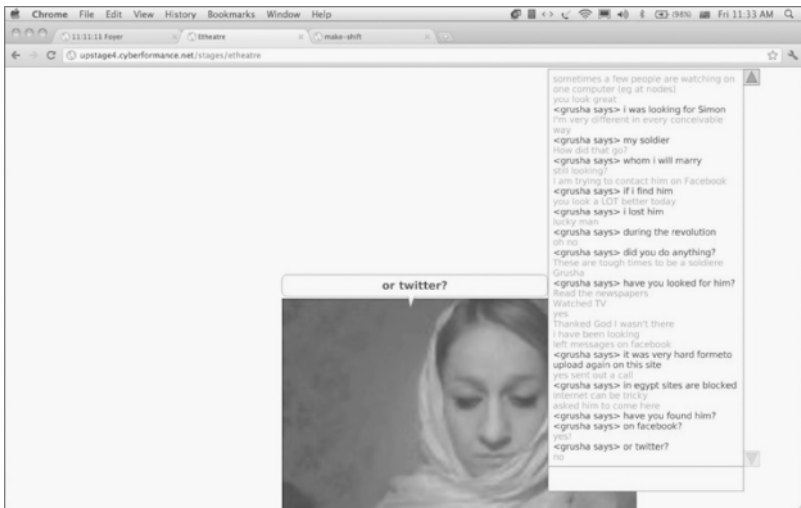 Chrome File Edit View History Bookmarks Window Help
(98%) Fri 11:33 AM
11:11:11 Foyer
Etheatre
make-shift
upstage4.cyberformance.net/stages/etheatre
sometimes a few people are watching on
one computer (eg at nodes)
you look great
<grusha says> i was looking for Simon
I'm very different in every conceivable
way
<grusha says> my soldier
How did that go?
<grusha says> whom i will marry
still looking?
i am trying to contact him on Facebook
<grusha says> if i find him
you look a LOT better today
<grusha says> i lost him
lucky man
<grusha says> during the revolution
oh no
<grusha says> did you do anything?
These are tough times to be a soldiere
Grusha
<grusha says> have you looked for him?
Read the newspapers
Watched TV
yes
Thanked God I wasn't there
i have been looking
left messages on facebook
<grusha says> it was very hard formeto
upload again on this site
yes sent out a call
<grusha says> in egypt sites are blocked
internet can be tricky
asked him to come here
<grusha says> have you found him?
<grusha says> on facebook?
yes!
<grusha says> or twitter?
no
or twitter?